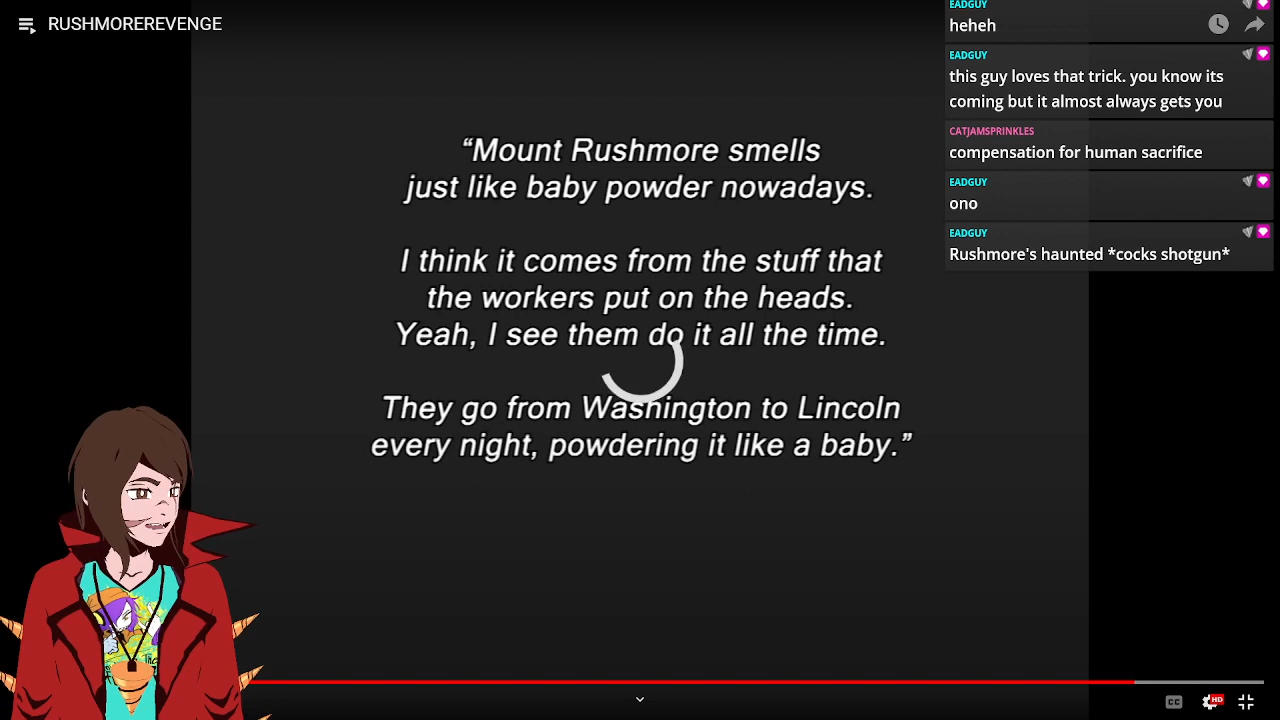 RUSHMOREREVENGE
“Mount Rushmore smells
just like baby powder nowadays.
I think it comes from the stuff that
the workers put on the heads.
Yeah, I see them do it all the time.
They go from Washington to Lincoln
every night, powdering it like a baby.”
EADGUY
heheh
EADGUY
this guy loves that trick. you know its
coming but it almost always gets you
CATJAMSPRINKLES
compensation for human sacrifice
EADGUY
ono
EADGUY
Rushmore's haunted *cocks shotgun*
CC
HD